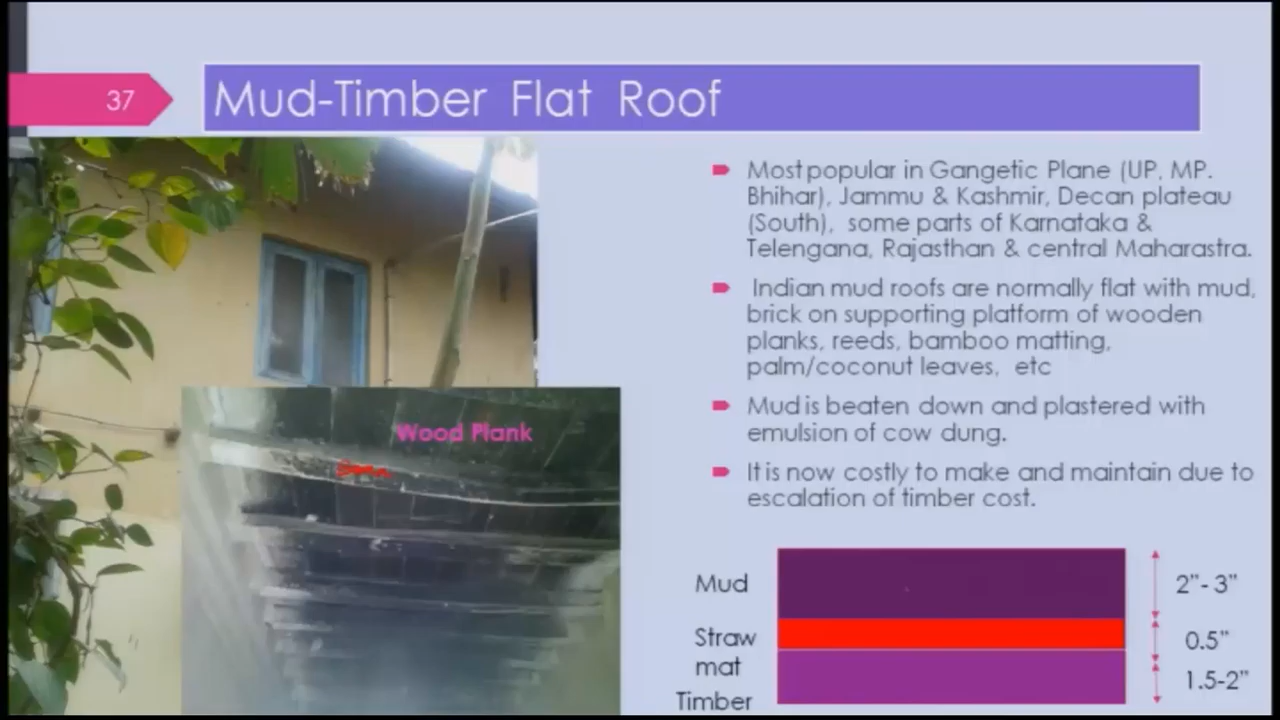 37
Mud-Timber Flat Roof
Most popular in Gangetic Plane (UP, MP.
Bhihar), Jammu & Kashmir, Decan plateau
(South), some parts of Karnataka &
Telengana, Rajasthan & central Maharastra.
Indian mud roofs are normally flat with mud,
brick on supporting platform of wooden
planks, reeds, bamboo matting,
palm/coconut leaves, etc
Mud is beaten down and plastered with
emulsion of cow dung.
It is now costly to make and maintain due to
escalation of timber cost.
Wood Plank
Mud
2”- 3”
Straw
mat
0.5”
Timber
1.5-2”